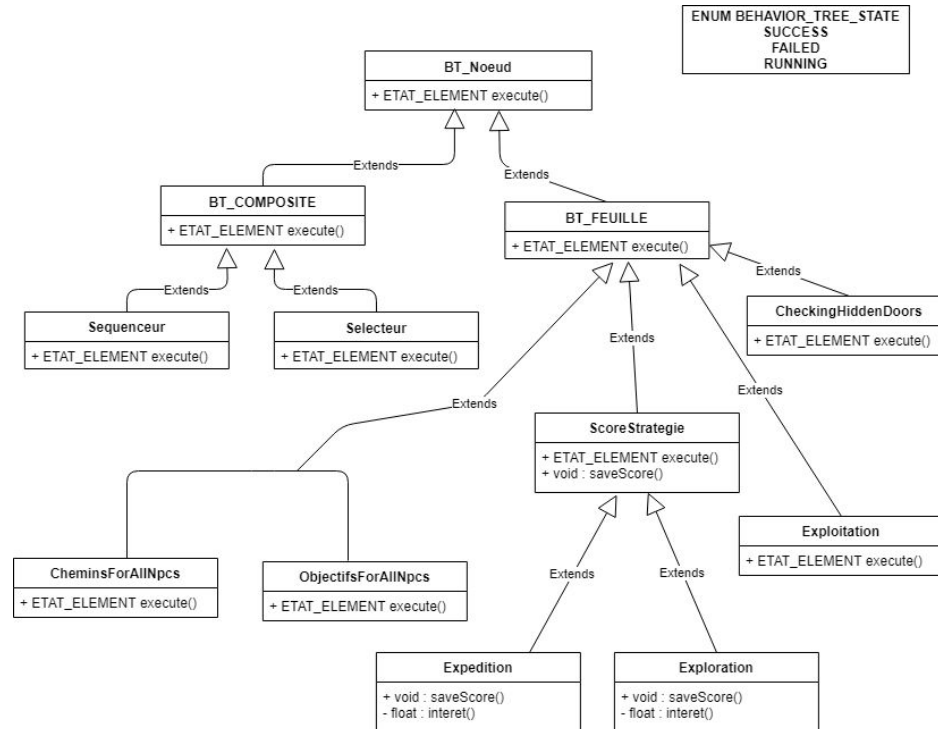 ENUM BEHAVIOR_TREE_STATE
SUCCESS
FAILED
RUNNING
BT_Noeud
+ ETAT_ELEMENT execute()
Extends
Extends
BT_COMPOSITE
+ ETAT_ELEMENT execute()
BT_FEUILLE
+ ETAT_ELEMENT execute()
Extends
Extends
Extends
Sequenceur
+ ETAT_ELEMENT execute()
Selecteur
+ ETAT_ELEMENT execute()
CheckingHiddenDoors
+ ETAT_ELEMENT execute()
Extends
Extends
Extends
ScoreStrategie
+ ETAT_ELEMENT execute()
+ void : saveScore()
Exploitation
+ ETAT_ELEMENT execute()
CheminsForAllNpcs
+ ETAT_ELEMENT execute()
ObjectifsForAllNpcs
+ ETAT_ELEMENT execute()
Extends
Extends
Expedition
+ void : saveScore()
- float : interet()
Exploration
+ void : saveScore()
- float : interet()